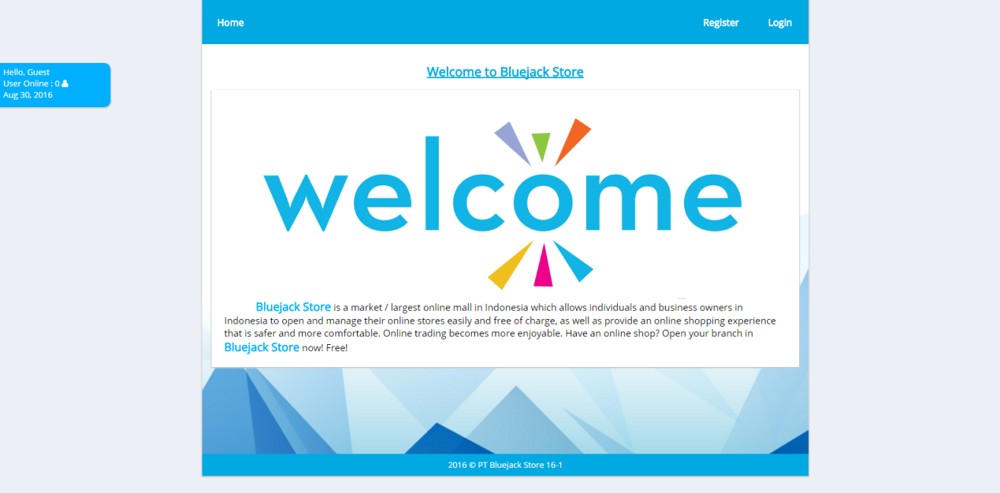 Home Register Login
Hello, Guest
User Online : 0
Aug 30, 2016
Welcome to Bluejack Store
welcome
Bluejack Store is a market / largest online mall in Indonesia which allows individuals and business owners in
Indonesia to open and manage their online stores easily and free of charge, as well as provide an online shopping experience
that is safer and more comfortable. Online trading becomes more enjoyable. Have an online shop? Open your branch in
Bluejack Store now! Free!
2016 © PT Bluejack Store 16-1